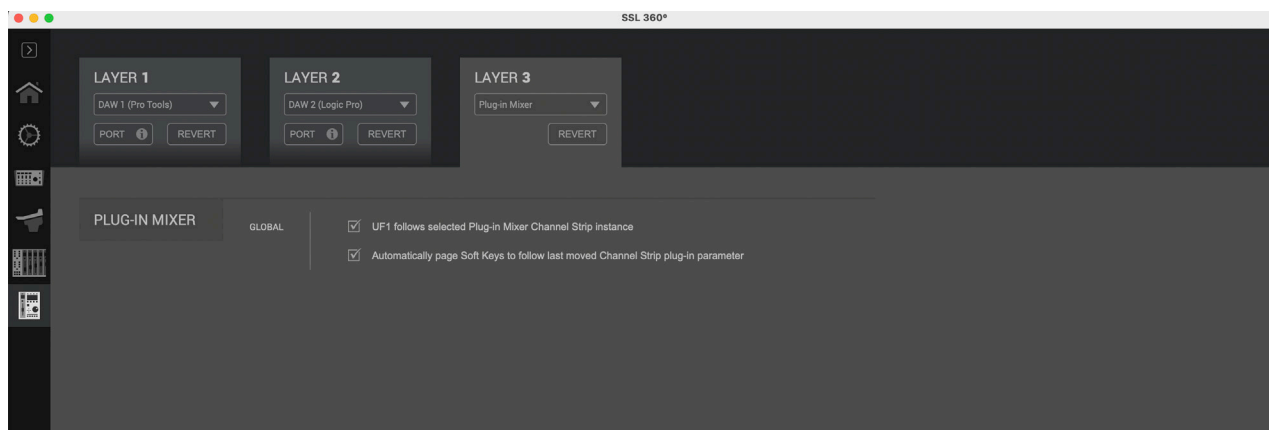 SSL 360°
LAYER 1
DAW 1 (Pro Tools)
PORT
REVERT
LAYER 2
DAW 2 (Logic Pro)
PORT
REVERT
LAYER 3
Plug-in Mixer
REVERT
PLUG-IN MIXER
GLOBAL
UF1 follows selected Plug-in Mixer Channel Strip instance
Automatically page Soft Keys to follow last moved Channel Strip plug-in parameter